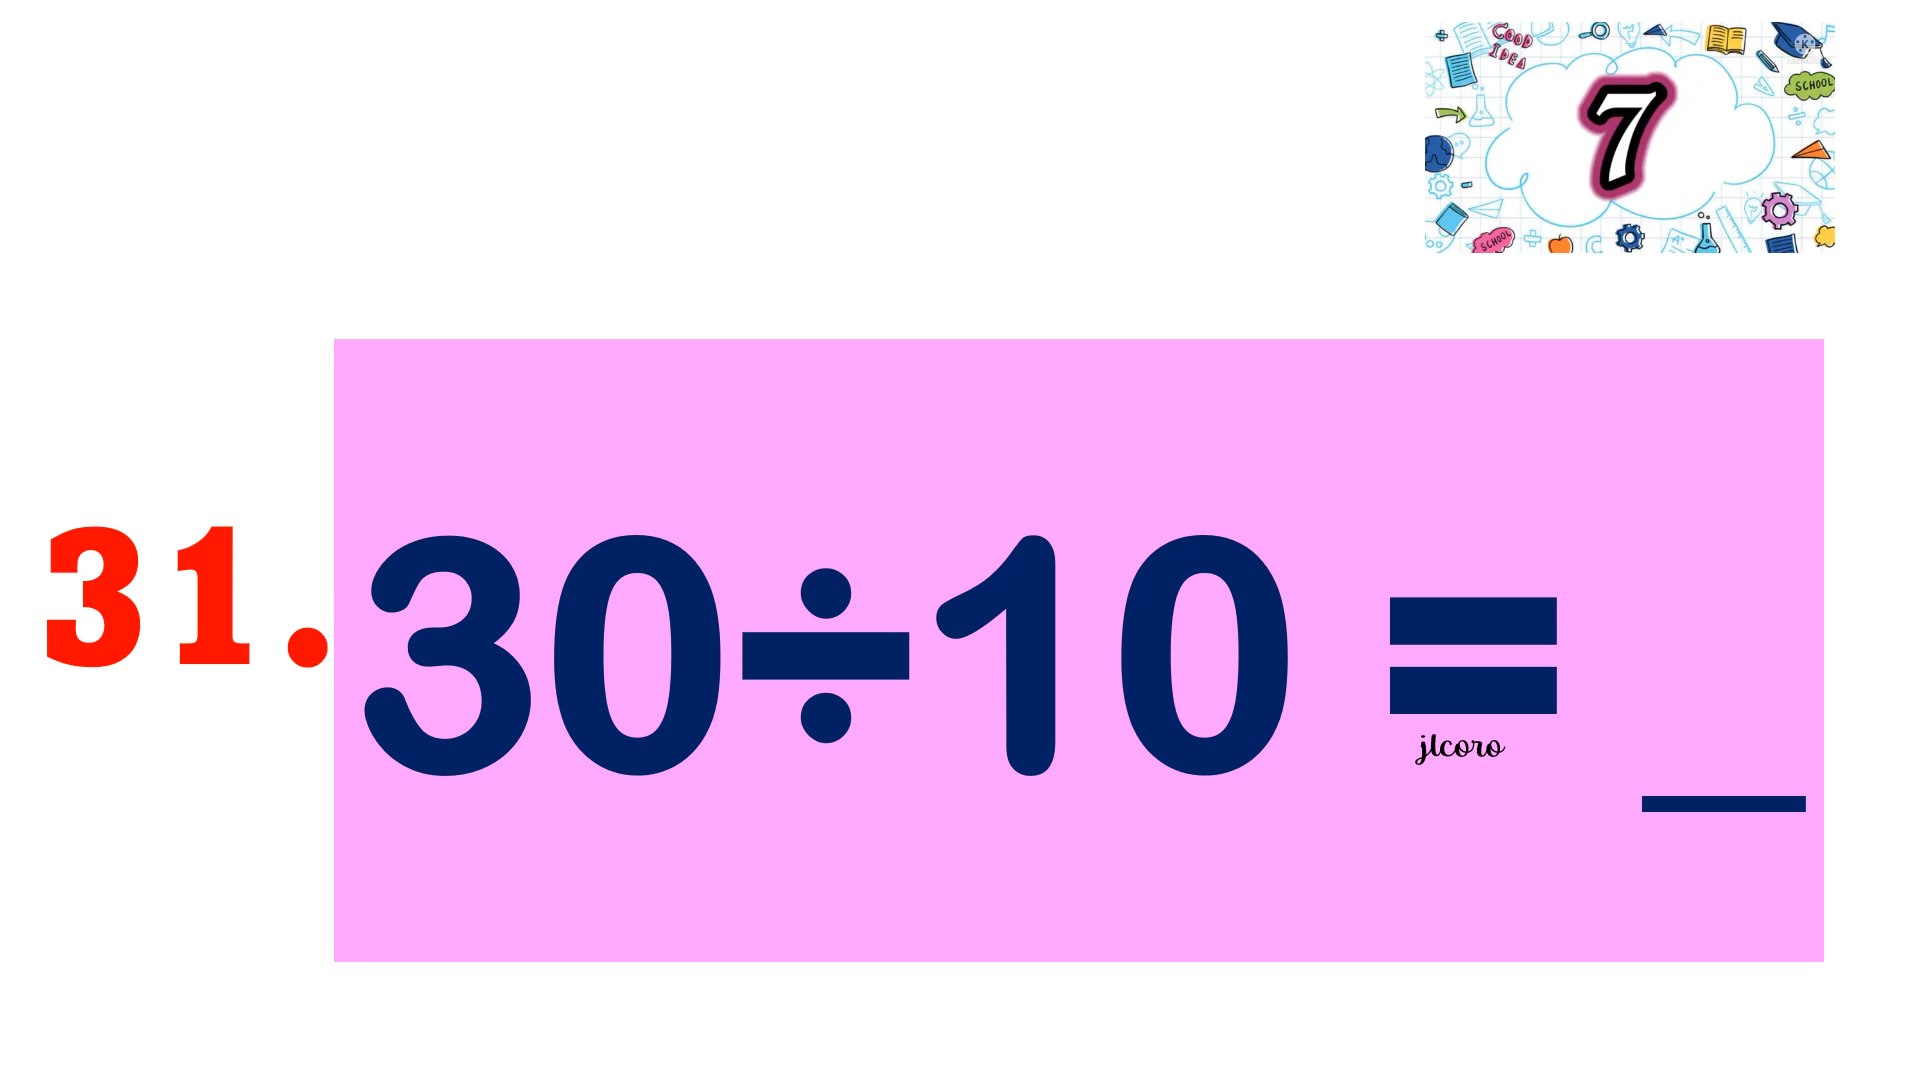 GOOD
IDEA
SCHOOL
7
SCHOOL
A+
31. 30÷10 = _
jlcoro